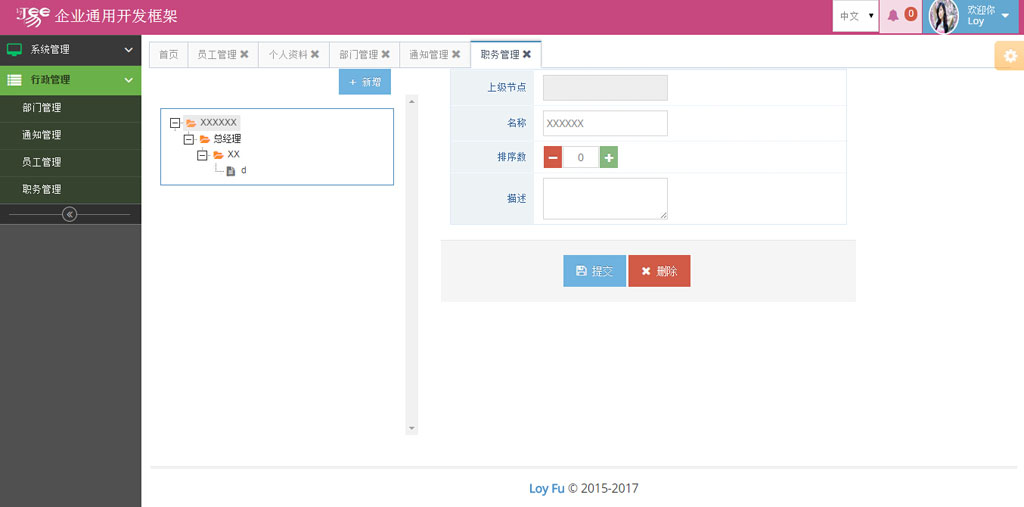 易Jee 企业通用开发框架
中文
0
欢迎你
Loy
系统管理
行政管理
部门管理
通知管理
员工管理
职务管理
首页
员工管理
个人资料
部门管理
通知管理
职务管理
+ 新增
XXXXXX
总经理
XX
d
上级节点
名称
XXXXXX
排序数
0
描述
提交
删除
Loy Fu © 2015-2017